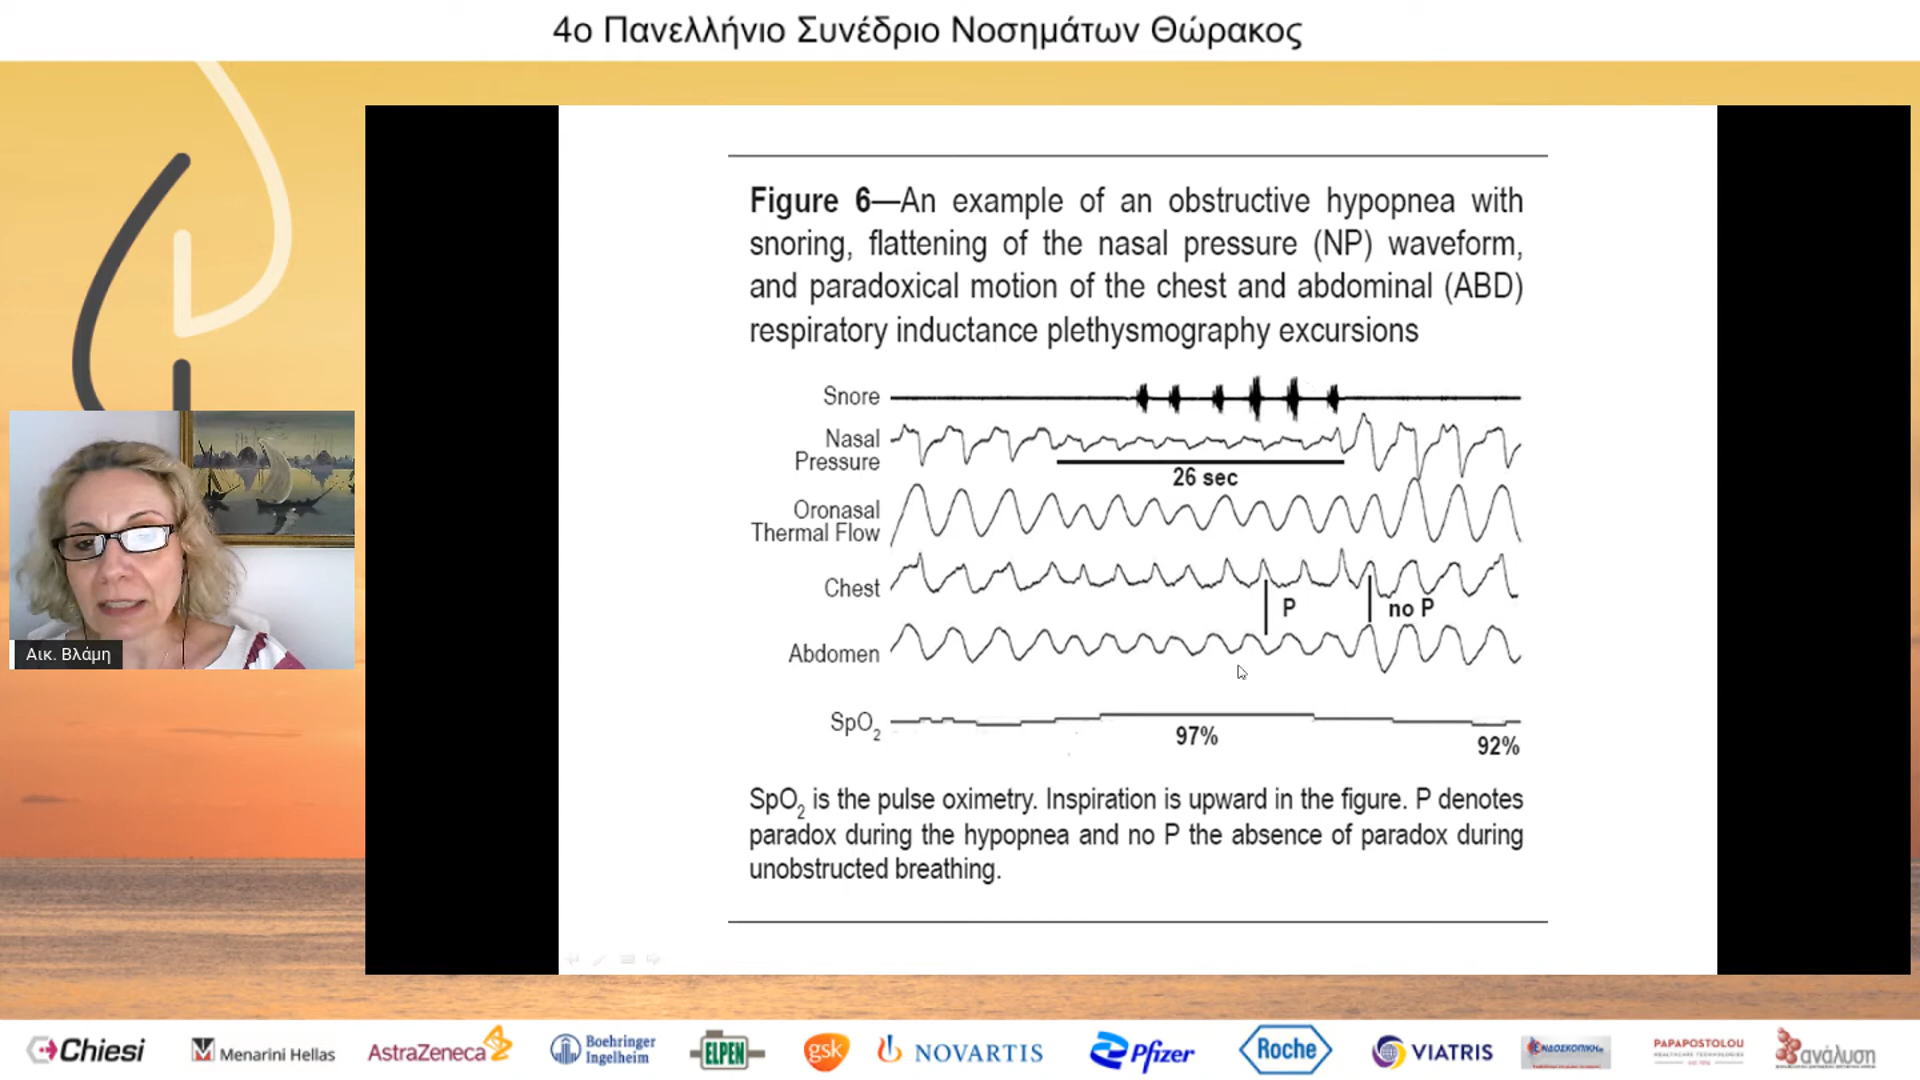 4ο Πανελλήνιο Συνέδριο Νοσημάτων Θώρακος
Figure 6—An example of an obstructive hypopnea with
snoring, flattening of the nasal pressure (NP) waveform,
and paradoxical motion of the chest and abdominal (ABD)
respiratory inductance plethysmography excursions
Snore
Nasal
Pressure
26 sec
Oronasal
Thermal Flow
Chest
P
no P
Abdomen
SpO2
97%
92%
SpO2 is the pulse oximetry. Inspiration is upward in the figure. P denotes
paradox during the hypopnea and no P the absence of paradox during
unobstructed breathing.
Αικ. Βλάμη
Chiesi
Menarini Hellas
AstraZeneca
Boehringer
Ingelheim
ELPEN
gsk
NOVARTIS
Pfizer
Roche
VIATRIS
ΕΝΔΟΣΚΟΠΙΚΗ
PAPAPOSTOLOU
HEALTHCARE TECHNOLOGIES
ανάλυση